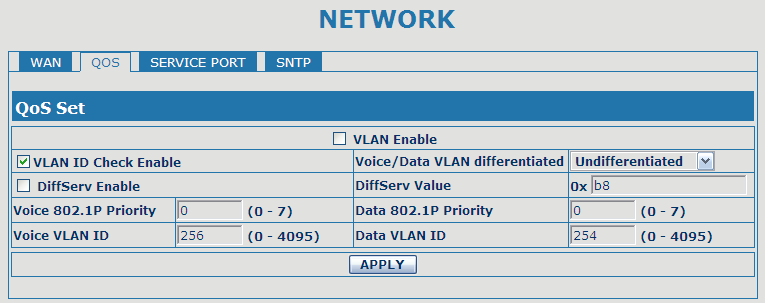 NETWORK
WAN QOS SERVICE PORT SNTP
QoS Set
VLAN Enable
VLAN ID Check Enable Voice/Data VLAN differentiated Undifferentiated
DiffServ Enable DiffServ Value 0x b8
Voice 802.1P Priority 0 (0 - 7) Data 802.1P Priority 0 (0 - 7)
Voice VLAN ID 256 (0 - 4095) Data VLAN ID 254 (0 - 4095)
APPLY